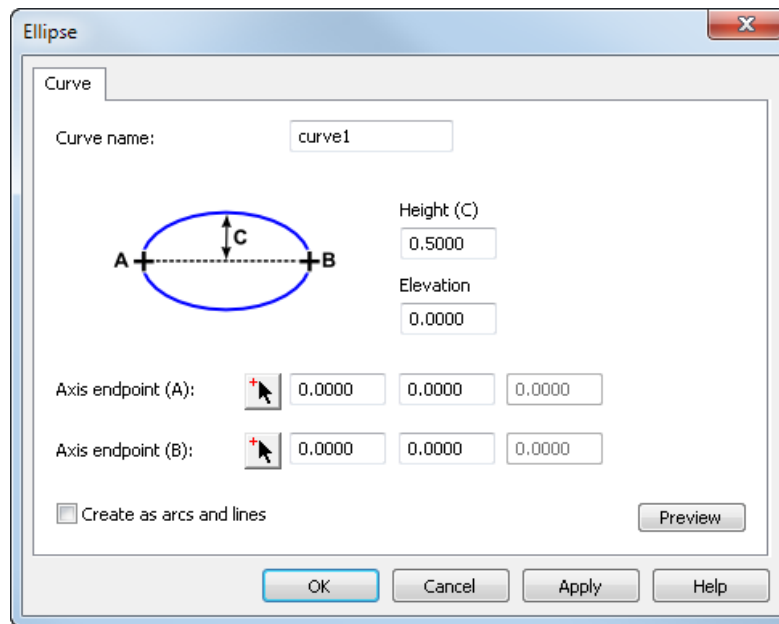 Ellipse
X
Curve
Curve name: curve1
Height (C)
0.5000
Elevation
0.0000
A C B
Axis endpoint (A): 0.0000 0.0000 0.0000
Axis endpoint (B): 0.0000 0.0000 0.0000
Create as arcs and lines
Preview
OK Cancel Apply Help